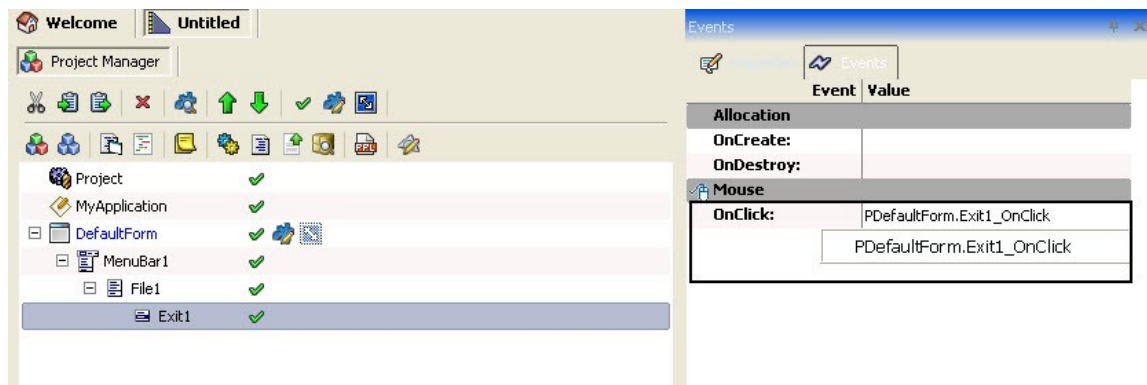 Welcome
Untitled
Project Manager
Project
MyApplication
DefaultForm
MenuBar1
File1
Exit1
Events
Events
Event Value
Allocation
OnCreate:
OnDestroy:
Mouse
OnClick: PDefaultForm.Exit1_OnClick
PDefaultForm.Exit1_OnClick